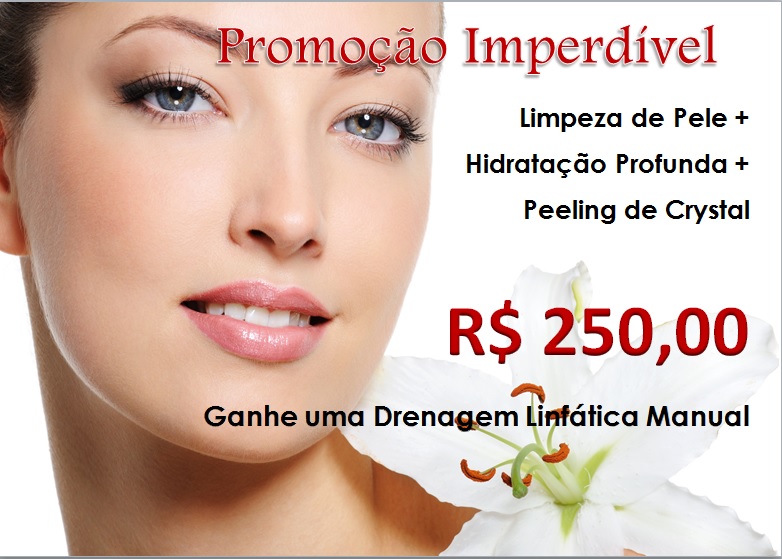 Promoção Imperdível
Limpeza de Pele +
Hidratação Profunda +
Peeling de Crystal
R$ 250,00
Ganhe uma Drenagem Linfática Manual